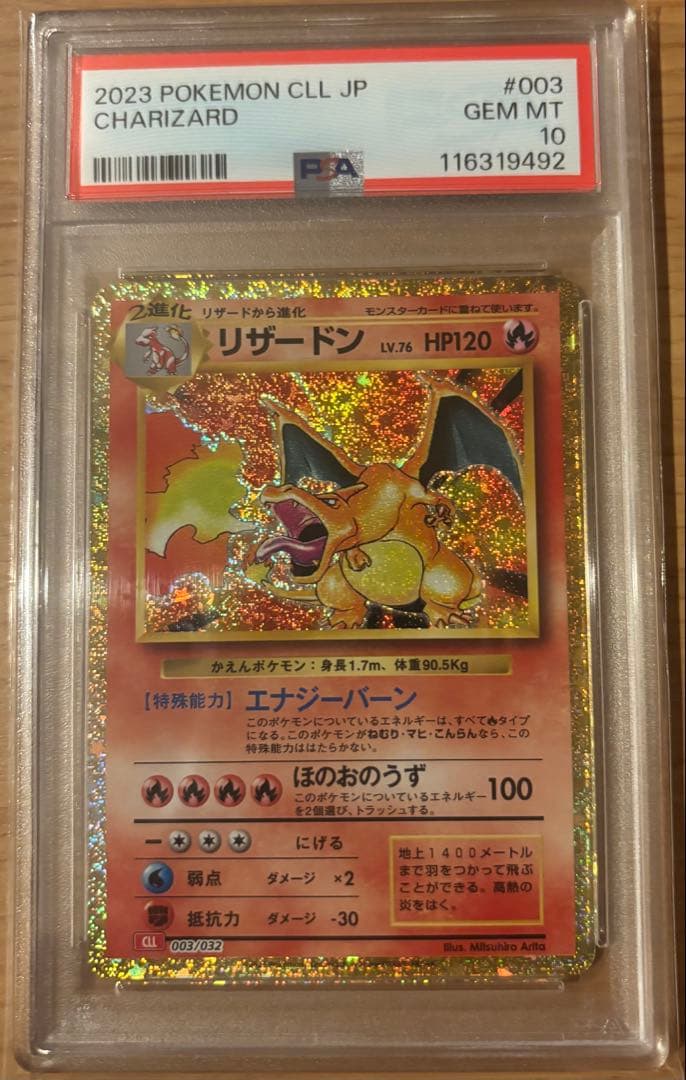 2023 POKEMON CLL JP #003
CHARIZARD GEM MT
10
PSA 116319492
2進化 リザードから進化 モンスターカードに重ねて使います。
リザードン LV.76 HP120
かえんポケモン：身長1.7m、体重90.5Kg
【特殊能力】エナジーバーン
このポケモンについているエネルギーは、すべてタイプ
になる。このポケモンがねむり・マヒ・こんらんなら、この
特殊能力ははたらかない。
ほのおのうず 100
このポケモンについているエネルギー
を2個選び、トラッシュする。
ー にげる
弱点 ダメージ ×2
抵抗力 ダメージ -30
地上1400メートル
まで羽をつかって飛ぶ
ことができる。高熱の
炎をはく。
CLL 003/032 Illus. Mitsuhiro Arita